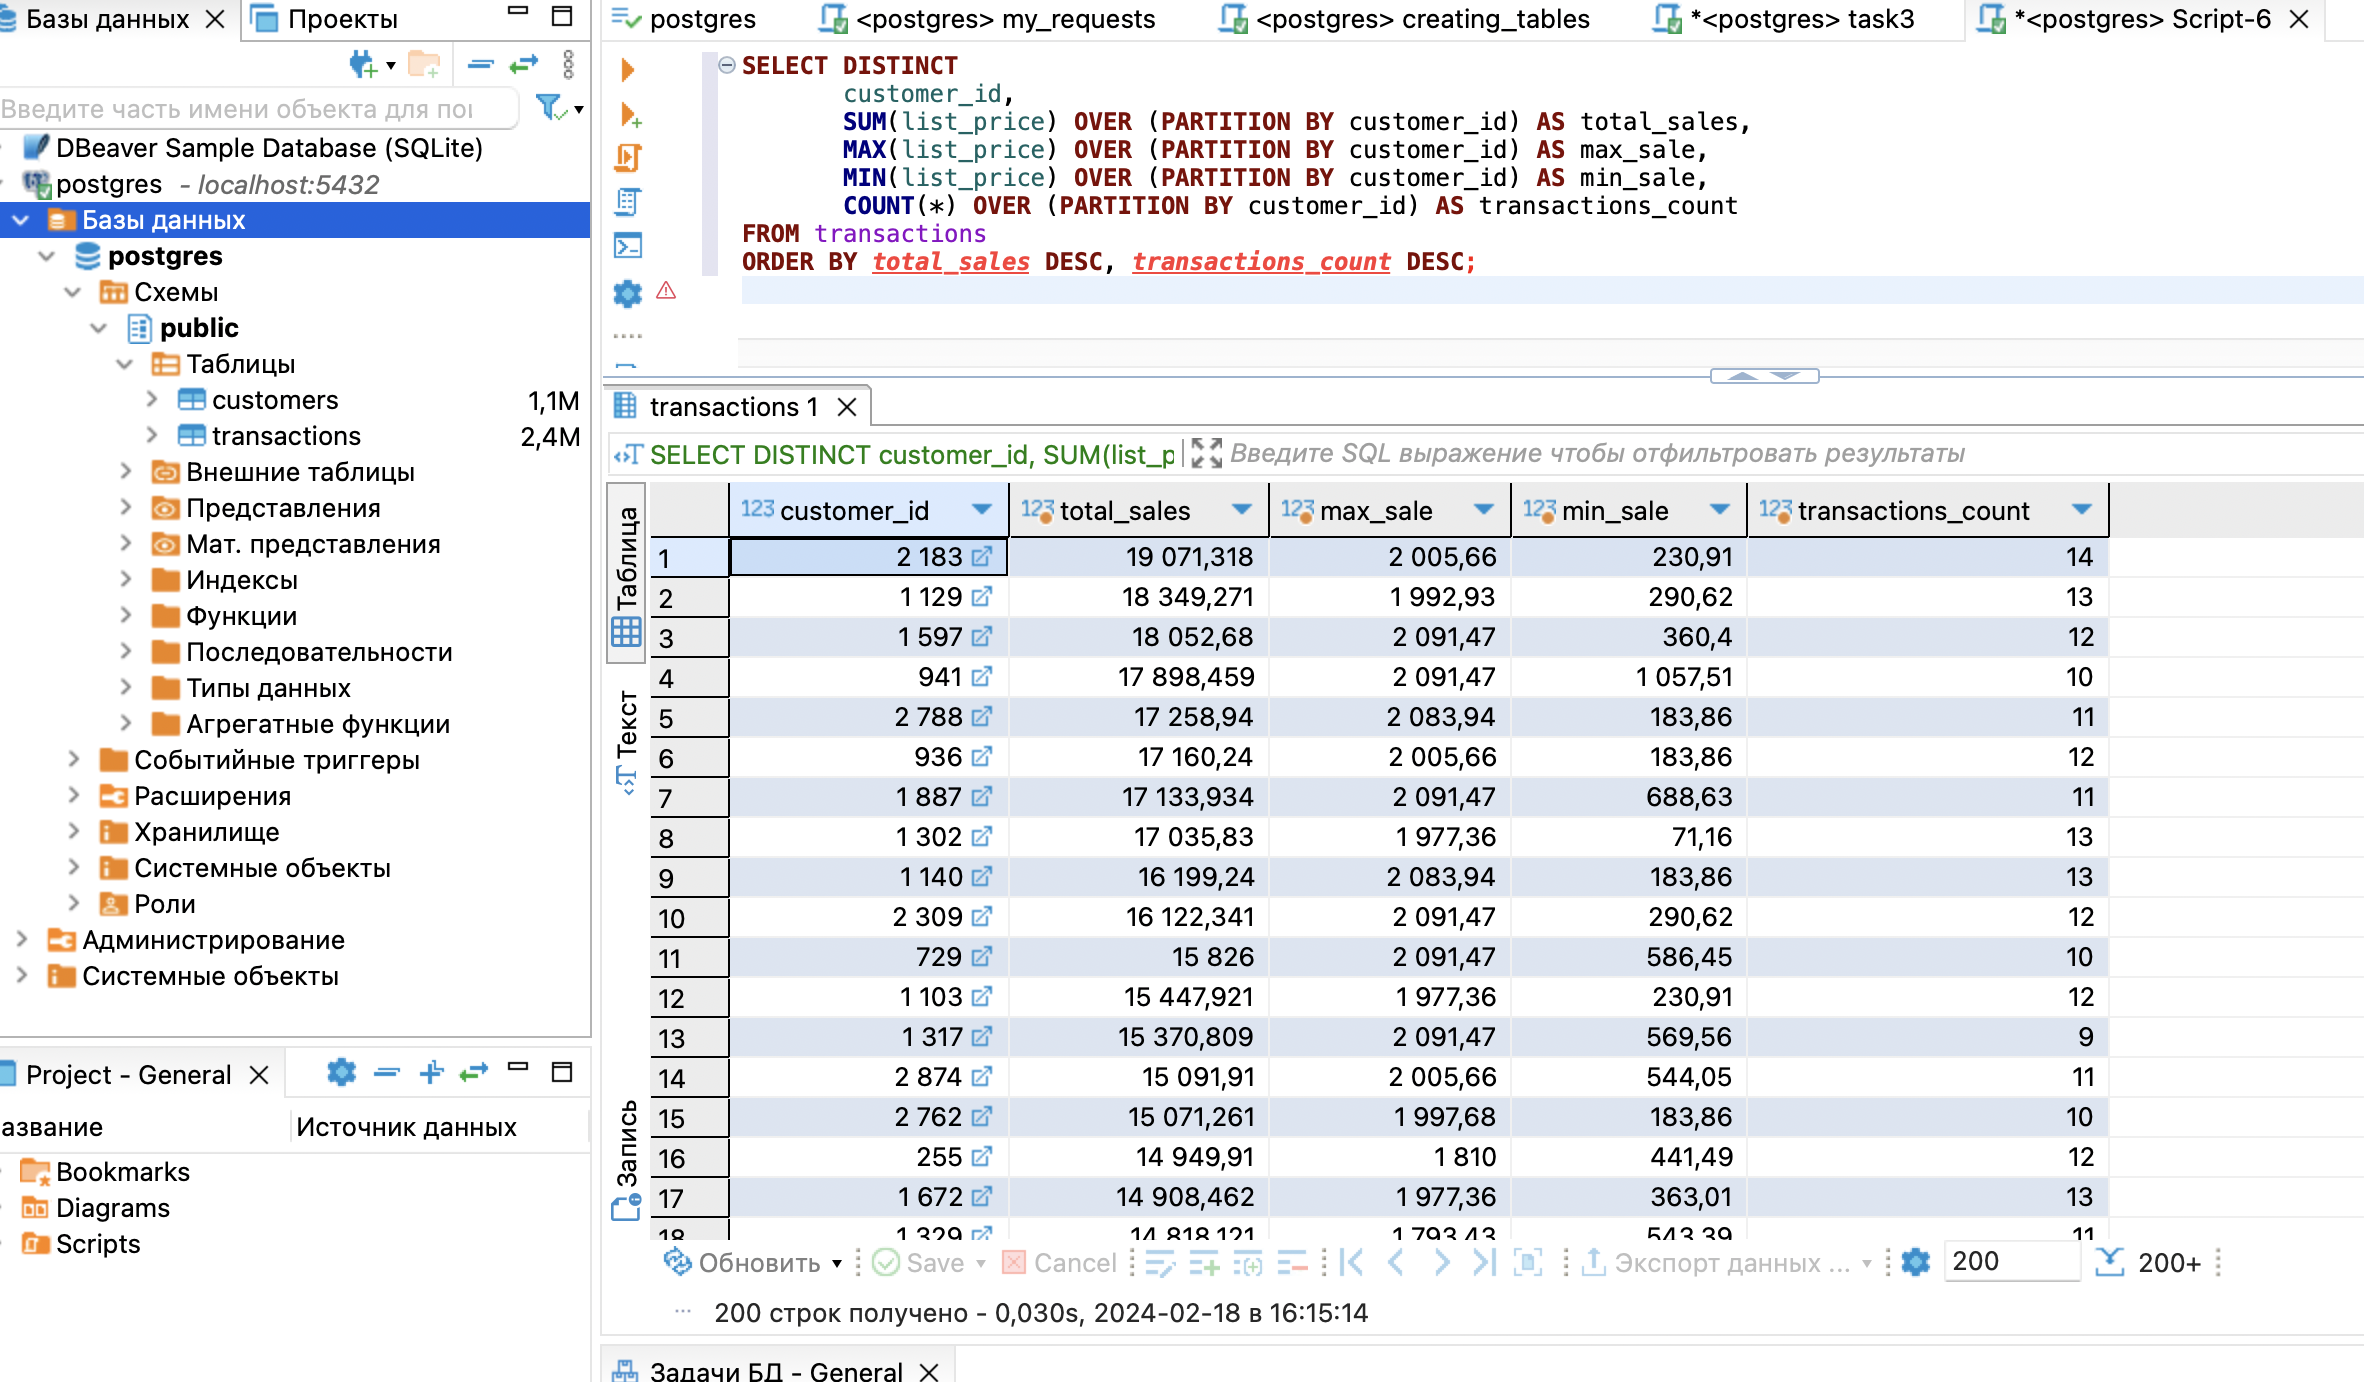 Базы данных
Проекты
Введите часть имени объекта для пои
DBeaver Sample Database (SQLite)
postgres - localhost:5432
Базы данных
postgres
Схемы
public
Таблицы
customers 1,1M
transactions 2,4M
Внешние таблицы
Представления
Мат. представления
Индексы
Функции
Последовательности
Типы данных
Агрегатные функции
Событийные триггеры
Расширения
Хранилище
Системные объекты
Роли
Администрирование
Системные объекты
Project - General
азвание Источник данных
Bookmarks
Diagrams
Scripts
postgres <postgres> my_requests <postgres> creating_tables *<postgres> task3 *<postgres> Script-6
SELECT DISTINCT
customer_id,
SUM(list_price) OVER (PARTITION BY customer_id) AS total_sales,
MAX(list_price) OVER (PARTITION BY customer_id) AS max_sale,
MIN(list_price) OVER (PARTITION BY customer_id) AS min_sale,
COUNT(*) OVER (PARTITION BY customer_id) AS transactions_count
FROM transactions
ORDER BY total_sales DESC, transactions_count DESC;
transactions 1
SELECT DISTINCT customer_id, SUM(list_p Введите SQL выражение чтобы отфильтровать результаты
Таблица
Текст
Запись
123 customer_id 123 total_sales 123 max_sale 123 min_sale 123 transactions_count
1 2 183 19 071,318 2 005,66 230,91 14
2 1 129 18 349,271 1 992,93 290,62 13
3 1 597 18 052,68 2 091,47 360,4 12
4 941 17 898,459 2 091,47 1 057,51 10
5 2 788 17 258,94 2 083,94 183,86 11
6 936 17 160,24 2 005,66 183,86 12
7 1 887 17 133,934 2 091,47 688,63 11
8 1 302 17 035,83 1 977,36 71,16 13
9 1 140 16 199,24 2 083,94 183,86 13
10 2 309 16 122,341 2 091,47 290,62 12
11 729 15 826 2 091,47 586,45 10
12 1 103 15 447,921 1 977,36 230,91 12
13 1 317 15 370,809 2 091,47 569,56 9
14 2 874 15 091,91 2 005,66 544,05 11
15 2 762 15 071,261 1 997,68 183,86 10
16 255 14 949,91 1 810 441,49 12
17 1 672 14 908,462 1 977,36 363,01 13
18 1 329 14 818,121 1 793,43 543,39 11
Обновить Save Cancel Экспорт данных ... 200 200+
200 строк получено - 0,030s, 2024-02-18 в 16:15:14
Задачи БД - General